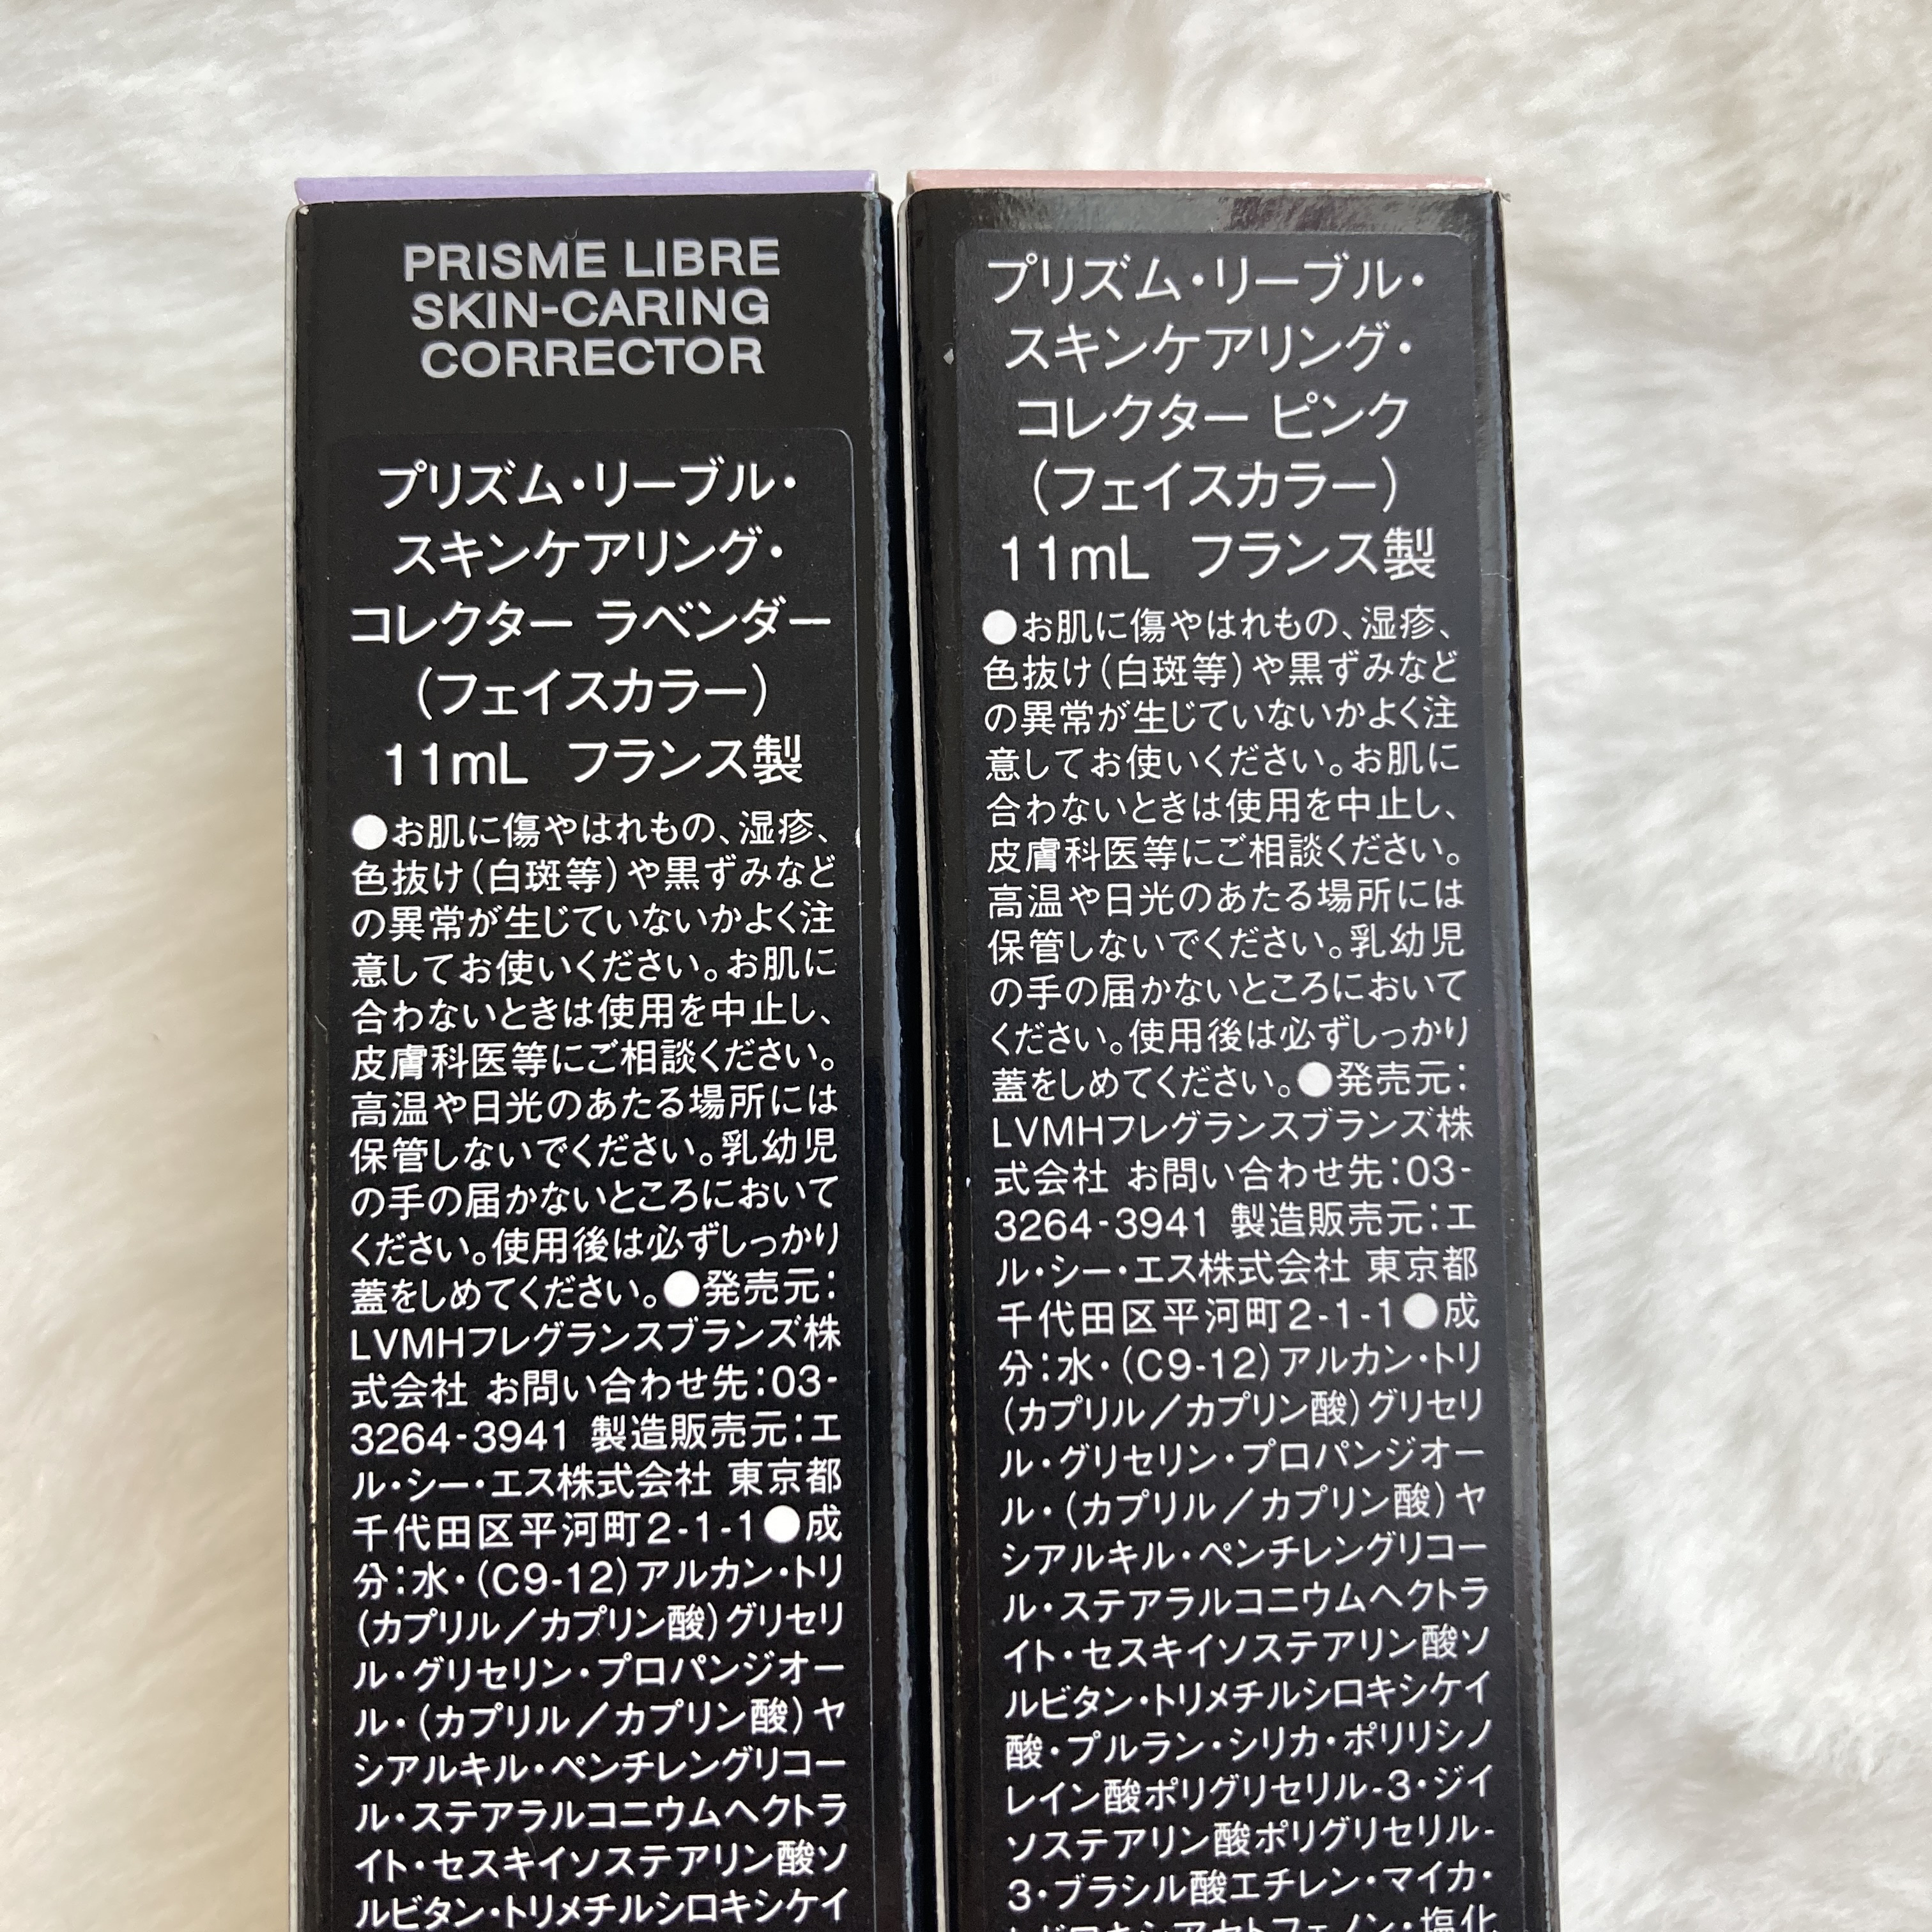 PRISME LIBRE
SKIN-CARING
CORRECTOR
プリズム・リーブル・
スキンケアリング・
コレクター ラベンダー
（フェイスカラー）
11mL フランス製
●お肌に傷やはれもの、湿疹、
色抜け（白斑等）や黒ずみなど
の異常が生じていないかよく注
意してお使いください。お肌に
合わないときは使用を中止し、
皮膚科医等にご相談ください。
高温や日光のあたる場所には
保管しないでください。乳幼児
の手の届かないところにおいて
ください。使用後は必ずしっかり
蓋をしめてください。●発売元：
LVMHフレグランスブランズ株
式会社 お問い合わせ先：03-
3264-3941 製造販売元：エ
ル・シー・エス株式会社 東京都
千代田区平河町2-1-1●成
分：水・（C9-12）アルカン・トリ
（カプリル／カプリン酸）グリセリ
ル・グリセリン・プロパンジオー
ル・（カプリル／カプリン酸）ヤ
シアルキル・ペンチレングリコー
ル・ステアラルコニウムヘクトラ
イト・セスキイソステアリン酸ソ
ルビタン・トリメチルシロキシケイ
プリズム・リーブル・
スキンケアリング・
コレクター ピンク
（フェイスカラー）
11mL フランス製
●お肌に傷やはれもの、湿疹、
色抜け（白斑等）や黒ずみなど
の異常が生じていないかよく注
意してお使いください。お肌に
合わないときは使用を中止し、
皮膚科医等にご相談ください。
高温や日光のあたる場所には
保管しないでください。乳幼児
の手の届かないところにおいて
ください。使用後は必ずしっかり
蓋をしめてください。●発売元：
LVMHフレグランスブランズ株
式会社 お問い合わせ先：03-
3264-3941 製造販売元：エ
ル・シー・エス株式会社 東京都
千代田区平河町2-1-1●成
分：水・（C9-12）アルカン・トリ
（カプリル／カプリン酸）グリセリ
ル・グリセリン・プロパンジオー
ル・（カプリル／カプリン酸）ヤ
シアルキル・ペンチレングリコー
ル・ステアラルコニウムヘクトラ
イト・セスキイソステアリン酸ソ
ルビタン・トリメチルシロキシケイ
酸・プルラン・シリカ・ポリリシノ
レイン酸ポリグリセリル-3・ジイ
ソステアリン酸ポリグリセリル-
3・ブラシル酸エチレン・マイカ・